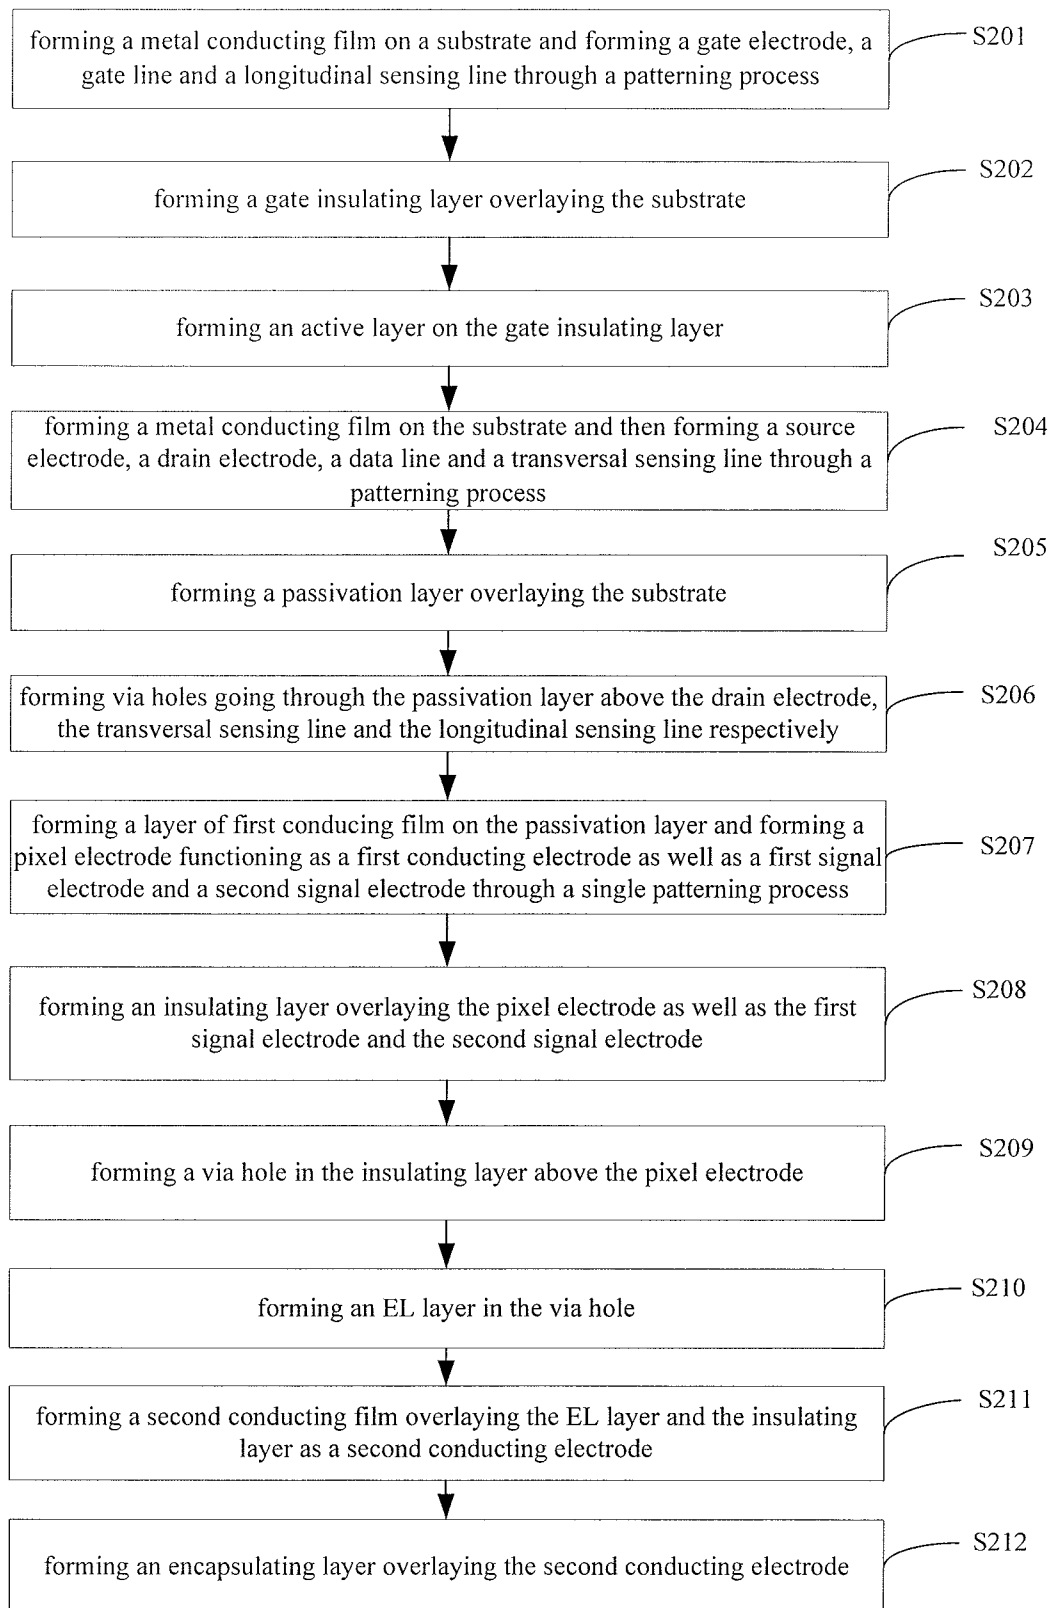 forming a metal conducting film on a substrate and forming a gate electrode, a
gate line and a longitudinal sensing line through a patterning process
S201
forming a gate insulating layer overlaying the substrate
S202
forming an active layer on the gate insulating layer
S203
forming a metal conducting film on the substrate and then forming a source
electrode, a drain electrode, a data line and a transversal sensing line through a
patterning process
S204
forming a passivation layer overlaying the substrate
S205
forming via holes going through the passivation layer above the drain electrode,
the transversal sensing line and the longitudinal sensing line respectively
S206
forming a layer of first conducing film on the passivation layer and forming a
pixel electrode functioning as a first conducting electrode as well as a first signal
electrode and a second signal electrode through a single patterning process
S207
forming an insulating layer overlaying the pixel electrode as well as the first
signal electrode and the second signal electrode
S208
forming a via hole in the insulating layer above the pixel electrode
S209
forming an EL layer in the via hole
S210
forming a second conducting film overlaying the EL layer and the insulating
layer as a second conducting electrode
S211
forming an encapsulating layer overlaying the second conducting electrode
S212